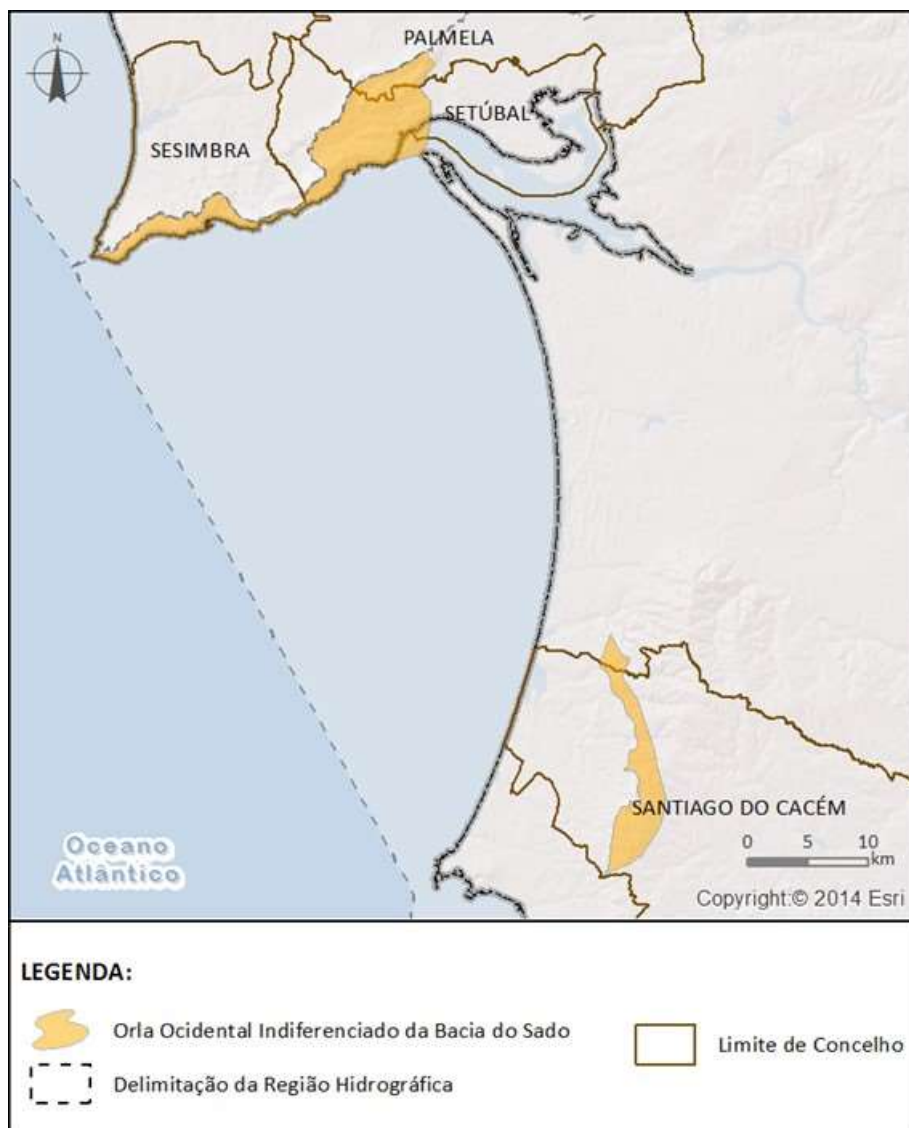 N
PALMELA
SETÚBAL
SESIMBRA
SANTIAGO DO CACÉM
0 5 10
km
Oceano
Atlântico
Copyright:© 2014 Esri
LEGENDA:
Orla Ocidental Indiferenciado da Bacia do Sado
Limite de Concelho
Delimitação da Região Hidrográfica